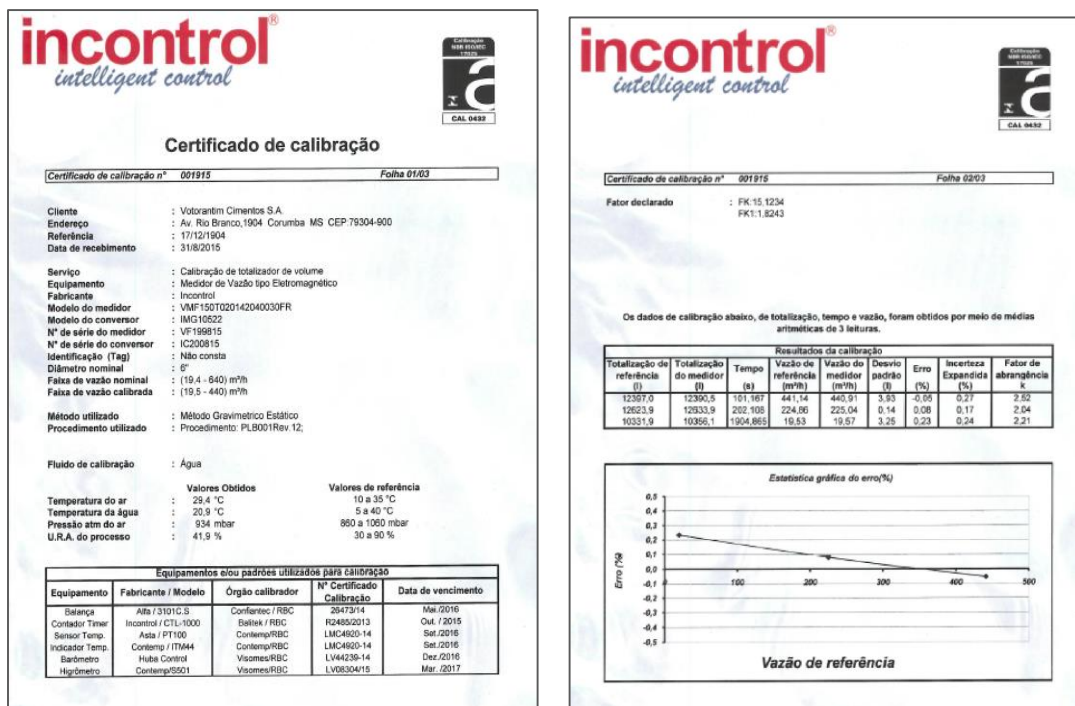 incontrol®
intelligent control
Calibração
NBR ISO/IEC
17025
CAL 0432
Certificado de calibração
Certificado de calibração n° 001915 Folha 01/03
Cliente : Votorantim Cimentos S.A.
Endereço : Av. Rio Branco,1904 Corumba MS CEP:79304-900
Referência : 17/12/1904
Data de recebimento : 31/8/2015
Serviço : Calibração de totalizador de volume
Equipamento : Medidor de Vazão tipo Eletromagnético
Fabricante : Incontrol
Modelo do medidor : VMF150T020142040030FR
Modelo do conversor : IMG10522
N° de série do medidor : VF199815
N° de série do conversor : IC200815
Identificação (Tag) : Não consta
Diâmetro nominal : 6"
Faixa de vazão nominal : (19,4 - 640) m³/h
Faixa de vazão calibrada : (19,5 - 440) m³/h
Método utilizado : Método Gravimetrico Estático
Procedimento utilizado : Procedimento: PLB001Rev.12;
Fluido de calibração : Água
Valores Obtidos Valores de referência
Temperatura do ar : 29,4 °C 10 a 35 °C
Temperatura da água : 20,9 °C 5 a 40 °C
Pressão atm do ar : 934 mbar 860 a 1060 mbar
U.R.A. do processo : 41,9 % 30 a 90 %
Equipamentos e/ou padrões utilizados para calibração
Equipamento Fabricante / Modelo Órgão calibrador N° Certificado Calibração Data de vencimento
Balança Alfa / 3101C.S Confiantec / RBC 26473/14 Mai./2016
Contador Timer Incontrol / CTL-1000 Balitek / RBC R2485/2013 Out. / 2015
Sensor Temp. Asta / PT100 Contemp/RBC LMC4920-14 Set./2016
Indicador Temp. Contemp / ITM44 Contemp/RBC LMC4920-14 Set./2016
Barômetro Huba Control Visomes/RBC LV44239-14 Dez./2016
Higrômetro Contemp/S501 Visomes/RBC LV08304/15 Mar. /2017
incontrol®
intelligent control
Calibração
NBR ISO/IEC
17025
CAL 0432
Certificado de calibração n° 001915 Folha 02/03
Fator declarado : FK:15,1234
FK1:1,8243
Os dados de calibração abaixo, de totalização, tempo e vazão, foram obtidos por meio de médias
aritméticas de 3 leituras.
Resultados da calibração
Totalização de referência (l) Totalização do medidor (l) Tempo (s) Vazão de referência (m³/h) Vazão do medidor (m³/h) Desvio padrão (l) Erro (%) Incerteza Expandida (%) Fator de abrangência k
12397,0 12390,5 101,167 441,14 440,91 3,93 -0,05 0,27 2,52
12623,9 12633,9 202,108 224,86 225,04 0,14 0,08 0,17 2,04
10331,9 10356,1 1904,865 19,53 19,57 3,25 0,23 0,24 2,21
Estatística gráfica do erro(%)
Erro (%)
0,5
0,4
0,3
0,2
0,1
0,0
-0,1 100 200 300 400 500
-0,2
-0,3
-0,4
-0,5
Vazão de referência